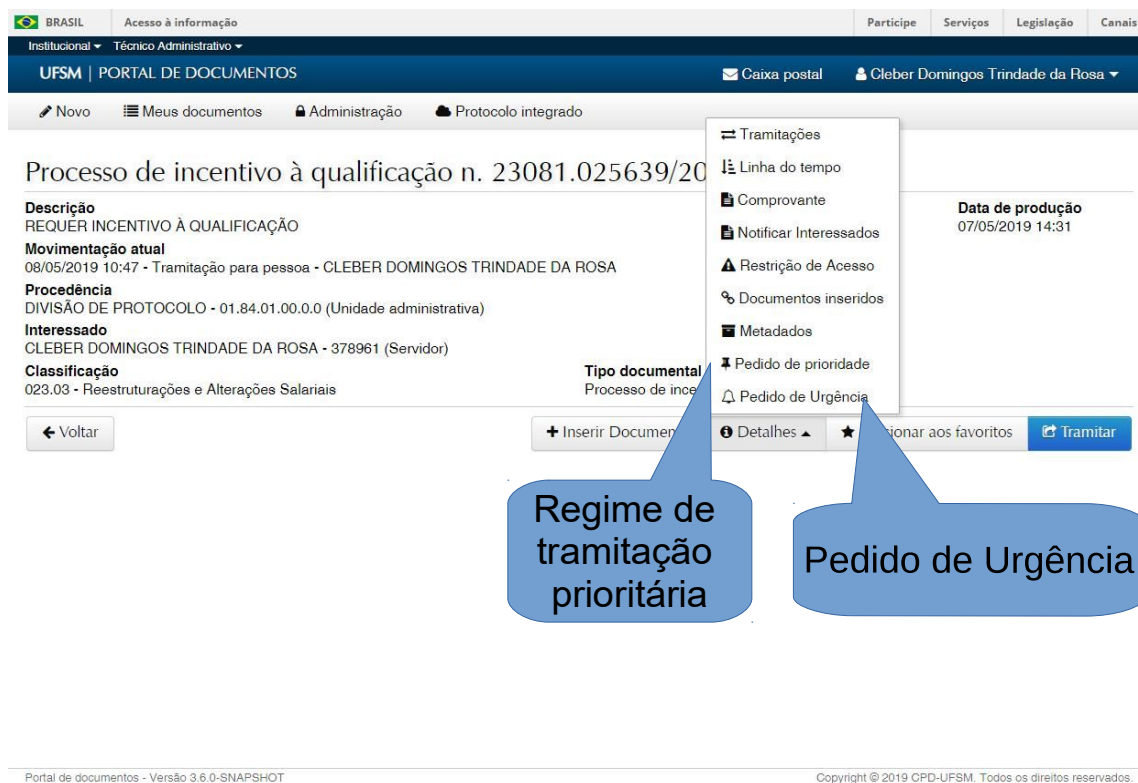 BRASIL Acesso à informação Participe Serviços Legislação Canais
Institucional Técnico Administrativo
UFSM | PORTAL DE DOCUMENTOS Caixa postal Cleber Domingos Trindade da Rosa
Novo Meus documentos Administração Protocolo integrado
Tramitações
Linha do tempo
Comprovante
Notificar Interessados
Restrição de Acesso
Documentos inseridos
Metadados
Pedido de prioridade
Pedido de Urgência
Processo de incentivo à qualificação n. 23081.025639/20
Descrição
REQUER INCENTIVO À QUALIFICAÇÃO
Data de produção
07/05/2019 14:31
Movimentação atual
08/05/2019 10:47 - Tramitação para pessoa - CLEBER DOMINGOS TRINDADE DA ROSA
Procedência
DIVISÃO DE PROTOCOLO - 01.84.01.00.0.0 (Unidade administrativa)
Interessado
CLEBER DOMINGOS TRINDADE DA ROSA - 378961 (Servidor)
Classificação
023.03 - Reestruturações e Alterações Salariais
Tipo documental
Processo de ince
Voltar Inserir Documen Detalhes cionar aos favoritos Tramitar
Regime de
tramitação
prioritária
Pedido de Urgência
Portal de documentos - Versão 3.6.0-SNAPSHOT Copyright © 2019 CPD-UFSM. Todos os direitos reservados.